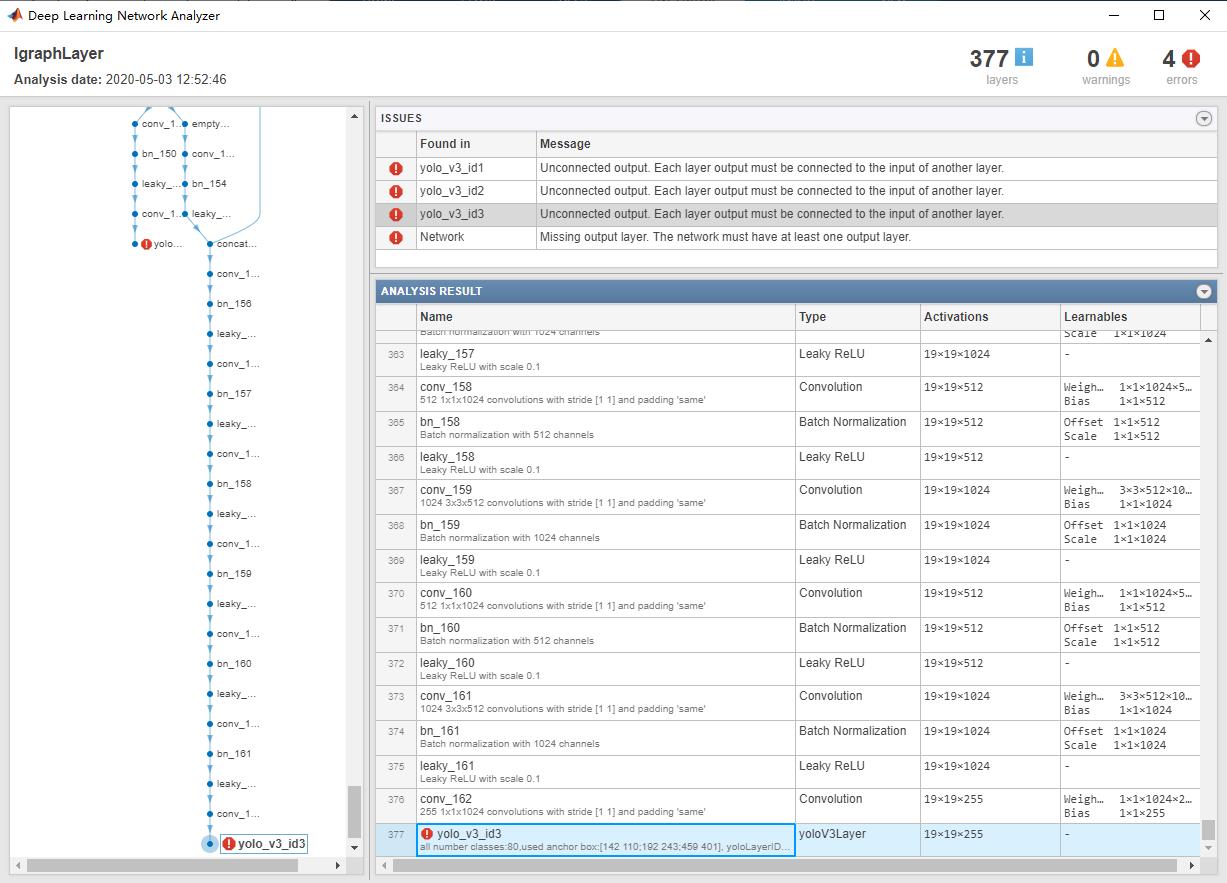 Deep Learning Network Analyzer
lgraphLayer
Analysis date: 2020-05-03 12:52:46
377 layers
0 warnings
4 errors
conv_1... empty...
bn_150 conv_1...
leaky_... bn_154
conv_1... leaky_...
yolo... concat...
conv_1...
bn_156
leaky_...
conv_1...
bn_157
leaky_...
conv_1...
bn_158
leaky_...
conv_1...
bn_159
leaky_...
conv_1...
bn_160
leaky_...
conv_1...
bn_161
leaky_...
conv_1...
yolo_v3_id3
ISSUES
Found in Message
yolo_v3_id1 Unconnected output. Each layer output must be connected to the input of another layer.
yolo_v3_id2 Unconnected output. Each layer output must be connected to the input of another layer.
yolo_v3_id3 Unconnected output. Each layer output must be connected to the input of another layer.
Network Missing output layer. The network must have at least one output layer.
ANALYSIS RESULT
Name Type Activations Learnables
Batch normalization with 1024 channels Scale 1×1×1024
363 leaky_157 Leaky ReLU 19×19×1024 -
Leaky ReLU with scale 0.1
364 conv_158 Convolution 19×19×512 Weigh… 1×1×1024×5…
512 1x1x1024 convolutions with stride [1 1] and padding 'same' Bias 1×1×512
365 bn_158 Batch Normalization 19×19×512 Offset 1×1×512
Batch normalization with 512 channels Scale 1×1×512
366 leaky_158 Leaky ReLU 19×19×512 -
Leaky ReLU with scale 0.1
367 conv_159 Convolution 19×19×1024 Weigh… 3×3×512×10…
1024 3x3x512 convolutions with stride [1 1] and padding 'same' Bias 1×1×1024
368 bn_159 Batch Normalization 19×19×1024 Offset 1×1×1024
Batch normalization with 1024 channels Scale 1×1×1024
369 leaky_159 Leaky ReLU 19×19×1024 -
Leaky ReLU with scale 0.1
370 conv_160 Convolution 19×19×512 Weigh… 1×1×1024×5…
512 1x1x1024 convolutions with stride [1 1] and padding 'same' Bias 1×1×512
371 bn_160 Batch Normalization 19×19×512 Offset 1×1×512
Batch normalization with 512 channels Scale 1×1×512
372 leaky_160 Leaky ReLU 19×19×512 -
Leaky ReLU with scale 0.1
373 conv_161 Convolution 19×19×1024 Weigh… 3×3×512×10…
1024 3x3x512 convolutions with stride [1 1] and padding 'same' Bias 1×1×1024
374 bn_161 Batch Normalization 19×19×1024 Offset 1×1×1024
Batch normalization with 1024 channels Scale 1×1×1024
375 leaky_161 Leaky ReLU 19×19×1024 -
Leaky ReLU with scale 0.1
376 conv_162 Convolution 19×19×255 Weigh… 1×1×1024×2…
255 1x1x1024 convolutions with stride [1 1] and padding 'same' Bias 1×1×255
377 yolo_v3_id3 yoloV3Layer 19×19×255 -
all number classes:80,used anchor box:[142 110;192 243;459 401], yoloLayerID...